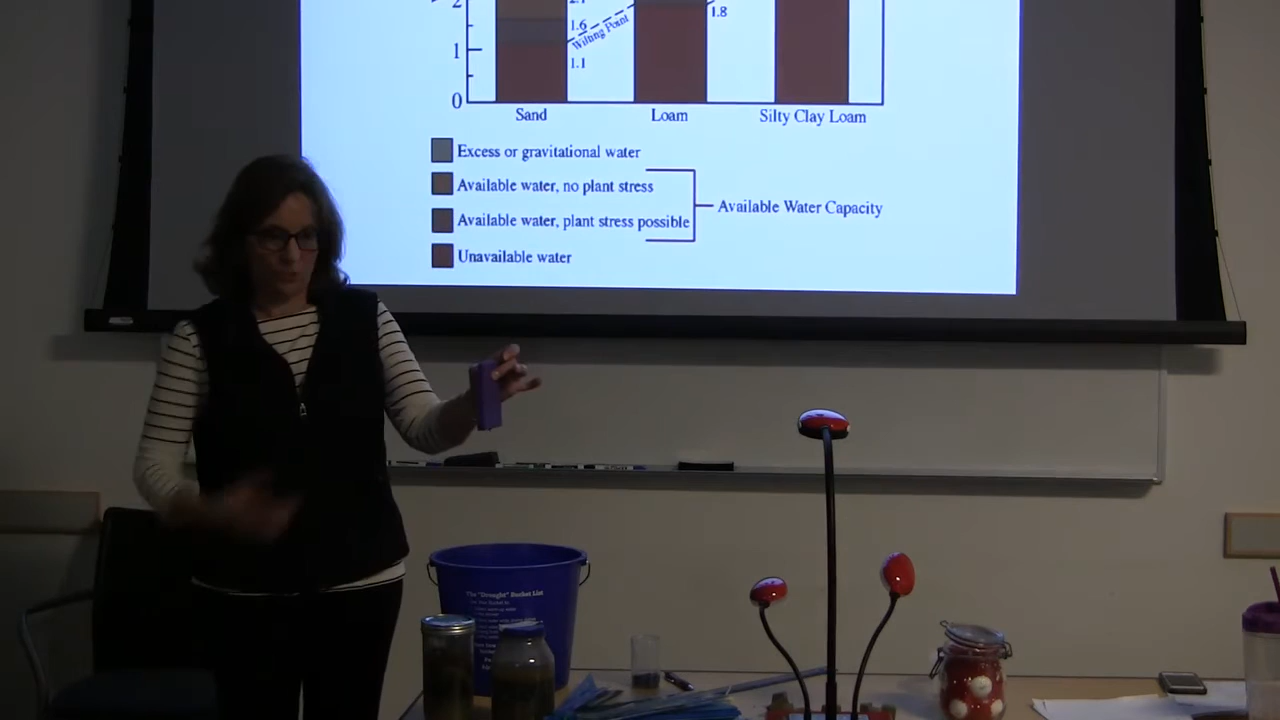 2
1.6
Wilting Point
1.8
1
1.1
0
Sand
Loam
Silty Clay Loam
Excess or gravitational water
Available water, no plant stress
Available Water Capacity
Available water, plant stress possible
Unavailable water
The "Drought" Bucket List